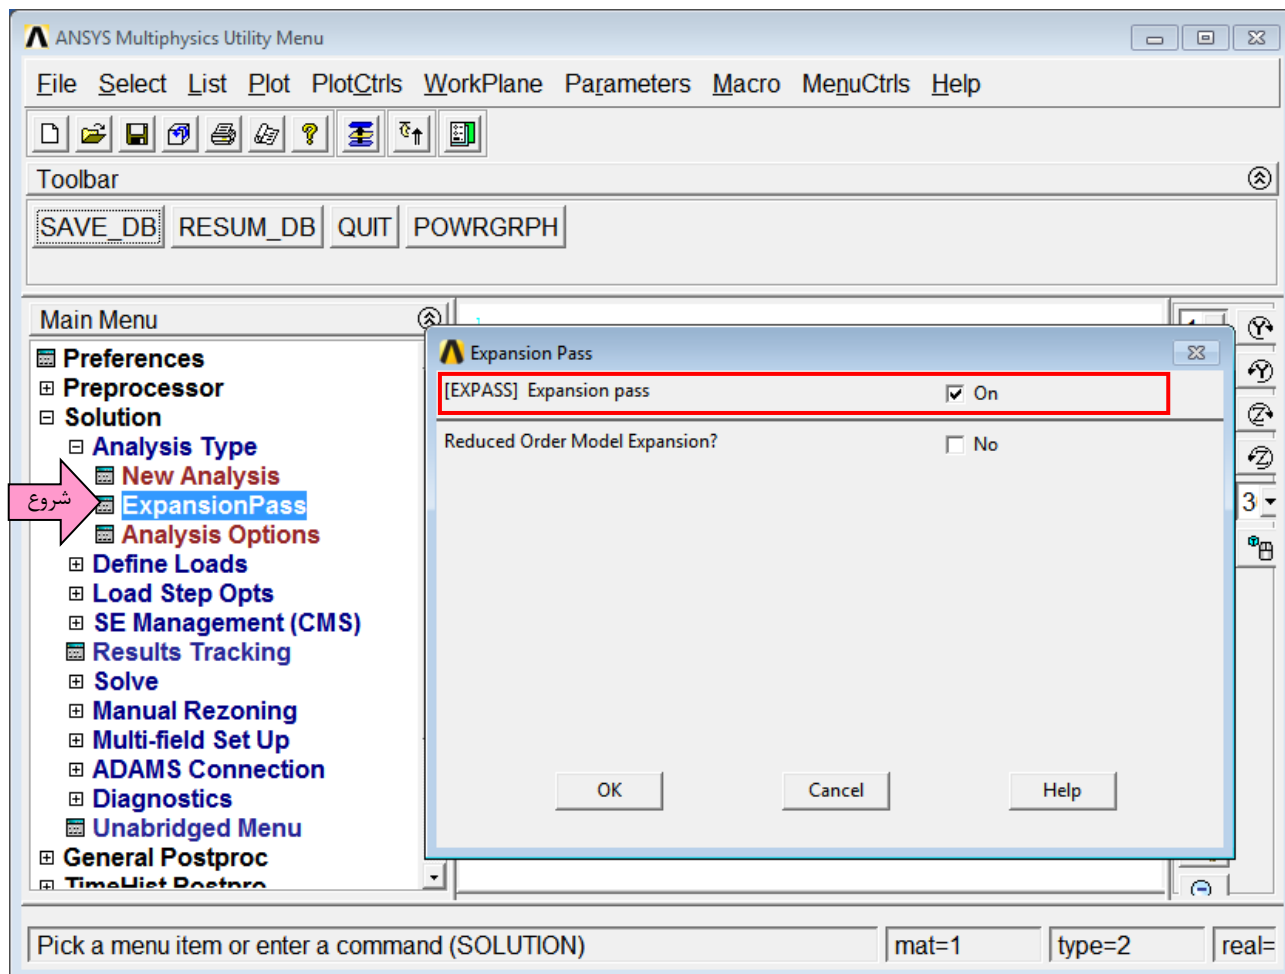 ANSYS Multiphysics Utility Menu
File Select List Plot PlotCtrls WorkPlane Parameters Macro MenuCtrls Help
Toolbar
SAVE_DB RESUM_DB QUIT POWRGRPH
Main Menu
1
Preferences
Preprocessor
Solution
Analysis Type
New Analysis
شروع
ExpansionPass
Analysis Options
Define Loads
Load Step Opts
SE Management (CMS)
Results Tracking
Solve
Manual Rezoning
Multi-field Set Up
ADAMS Connection
Diagnostics
Unabridged Menu
General Postproc
TimeHist Postpro
Expansion Pass
[EXPASS] Expansion pass On
Reduced Order Model Expansion? No
OK Cancel Help
3
Pick a menu item or enter a command (SOLUTION) mat=1 type=2 real=